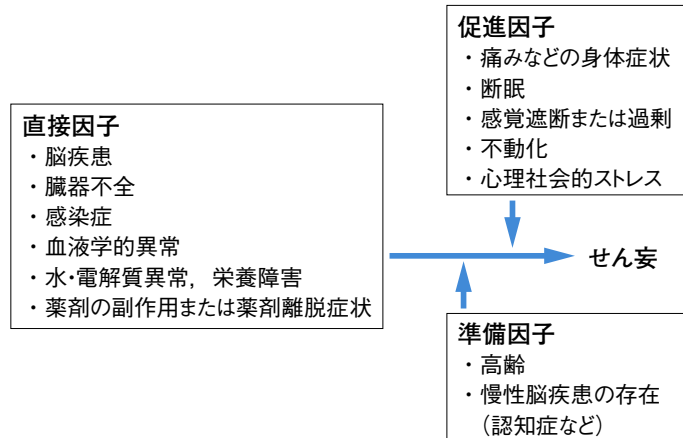 促進因子
・痛みなどの身体症状
・断眠
・感覚遮断または過剰
・不動化
・心理社会的ストレス
直接因子
・脳疾患
・臓器不全
・感染症
・血液学的異常
・水・電解質異常，栄養障害
・薬剤の副作用または薬剤離脱症状
せん妄
準備因子
・高齢
・慢性脳疾患の存在
（認知症など）